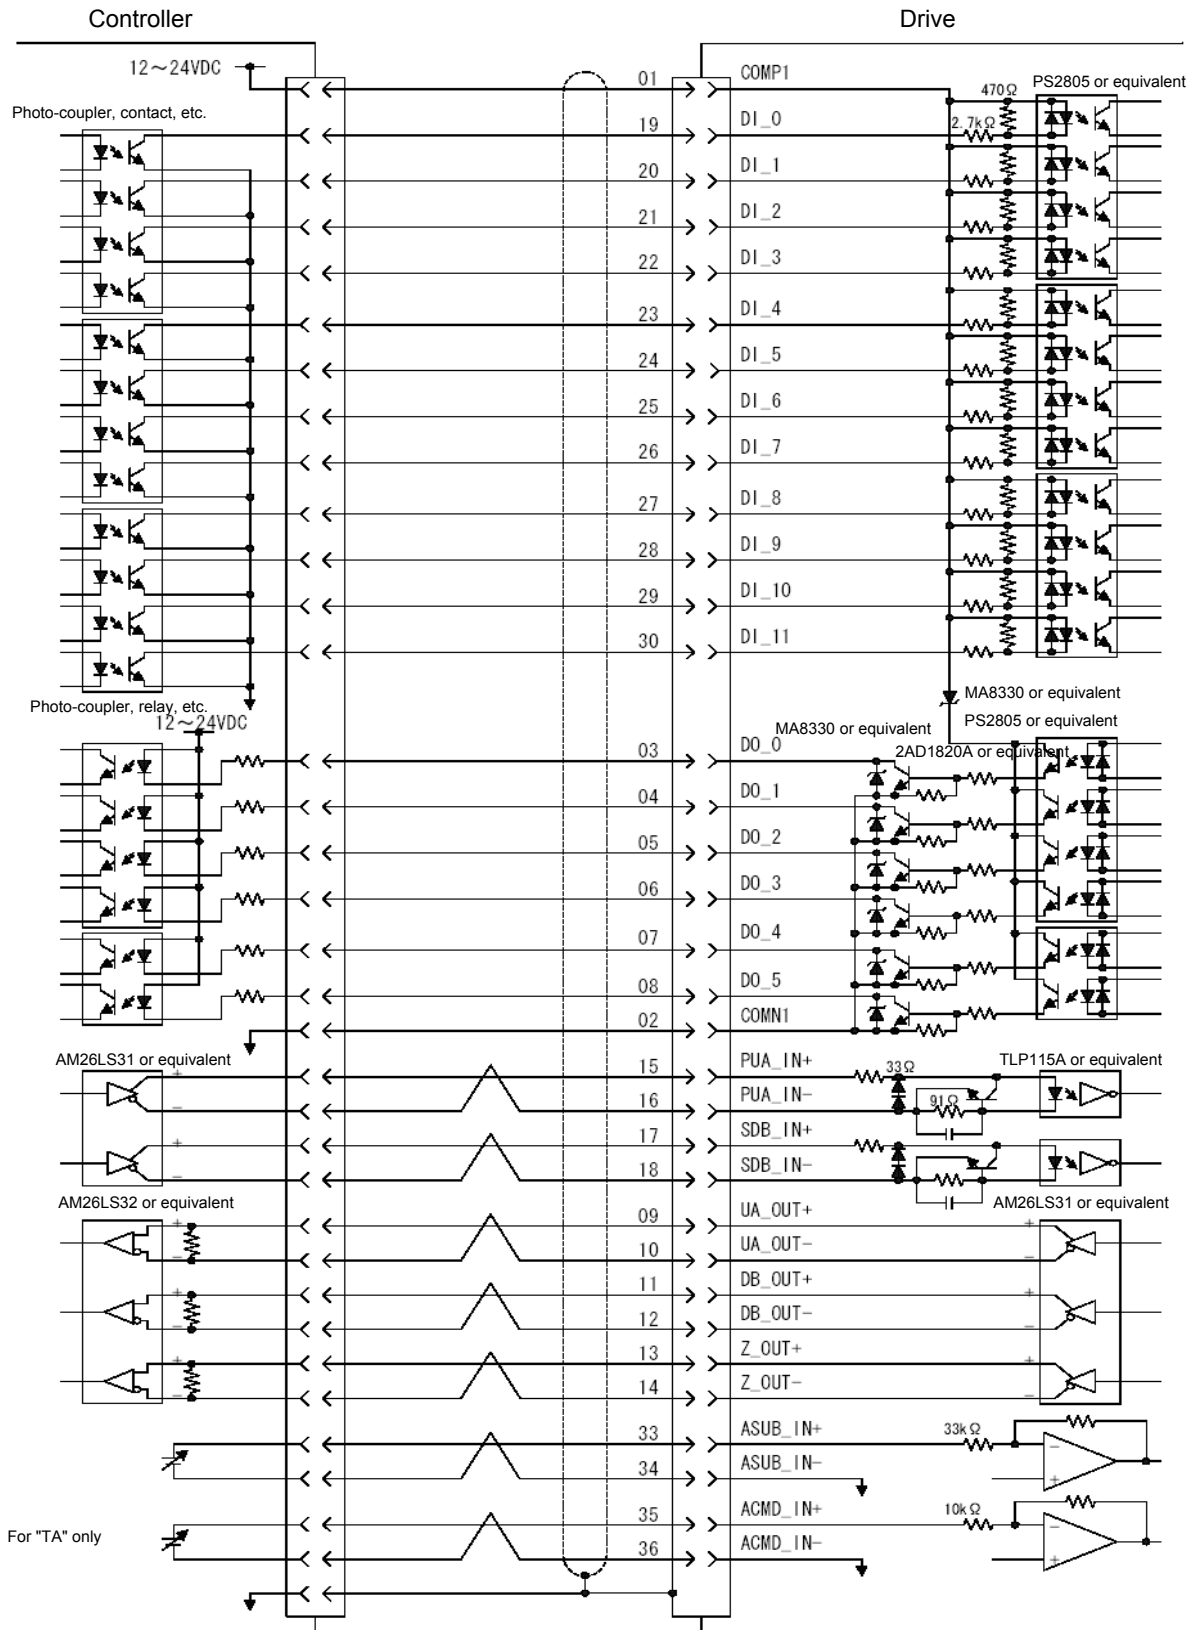 Controller
Drive
12～24VDC
01
COMP1
470Ω
PS2805 or equivalent
Photo-coupler, contact, etc.
19
DI_0
2.7kΩ
20
DI_1
21
DI_2
22
DI_3
23
DI_4
24
DI_5
25
DI_6
26
DI_7
27
DI_8
28
DI_9
29
DI_10
30
DI_11
MA8330 or equivalent
Photo-coupler, relay, etc.
12～24VDC
MA8330 or equivalent
PS2805 or equivalent
03
DO_0
2AD1820A or equivalent
04
DO_1
05
DO_2
06
DO_3
07
DO_4
08
DO_5
02
COMN1
AM26LS31 or equivalent
+
15
PUA_IN+
33Ω
TLP115A or equivalent
−
16
PUA_IN-
91Ω
+
17
SDB_IN+
−
18
SDB_IN-
AM26LS32 or equivalent
AM26LS31 or equivalent
+
09
UA_OUT+
+
−
10
UA_OUT-
−
+
11
DB_OUT+
+
−
12
DB_OUT-
−
+
13
Z_OUT+
+
−
14
Z_OUT-
−
33
ASUB_IN+
33kΩ
−
34
ASUB_IN-
+
35
ACMD_IN+
10kΩ
−
For "TA" only
36
ACMD_IN-
+